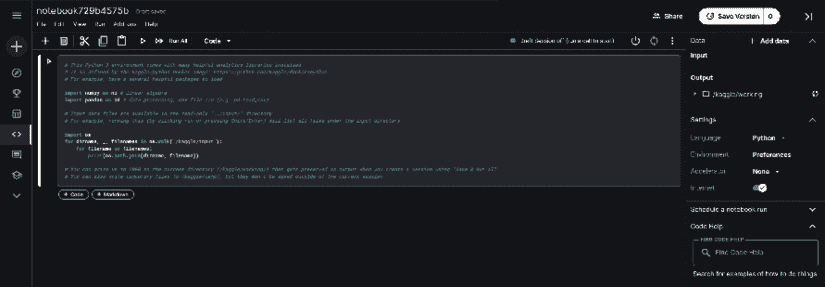 notebook729b4575b Draft saved
File Edit View Run Add-ons Help
Share
Save Version 0
Run All Code
Draft Session off (run a cell to start)
# This Python 3 environment comes with many helpful analytics libraries installed
# It is defined by the kaggle/python Docker image: https://github.com/kaggle/docker-python
# For example, here's several helpful packages to load
import numpy as np # linear algebra
import pandas as pd # data processing, CSV file I/O (e.g. pd.read_csv)
# Input data files are available in the read-only "../input/" directory
# For example, running this (by clicking run or pressing Shift+Enter) will list all files under the input directory
import os
for dirname, _, filenames in os.walk('/kaggle/input'):
for filename in filenames:
print(os.path.join(dirname, filename))
# You can write up to 20GB to the current directory (/kaggle/working/) that gets preserved as output when you create a version using "Save & Run All"
# You can also write temporary files to /kaggle/temp/, but they won't be saved outside of the current session
+ Code + Markdown
Data + Add data
Input
Output
/kaggle/working
Settings
Language Python
Environment Preferences
Accelerator None
Internet
Schedule a notebook run
Code Help
FIND CODE HELP
Find Code Help
Search for examples of how to do things